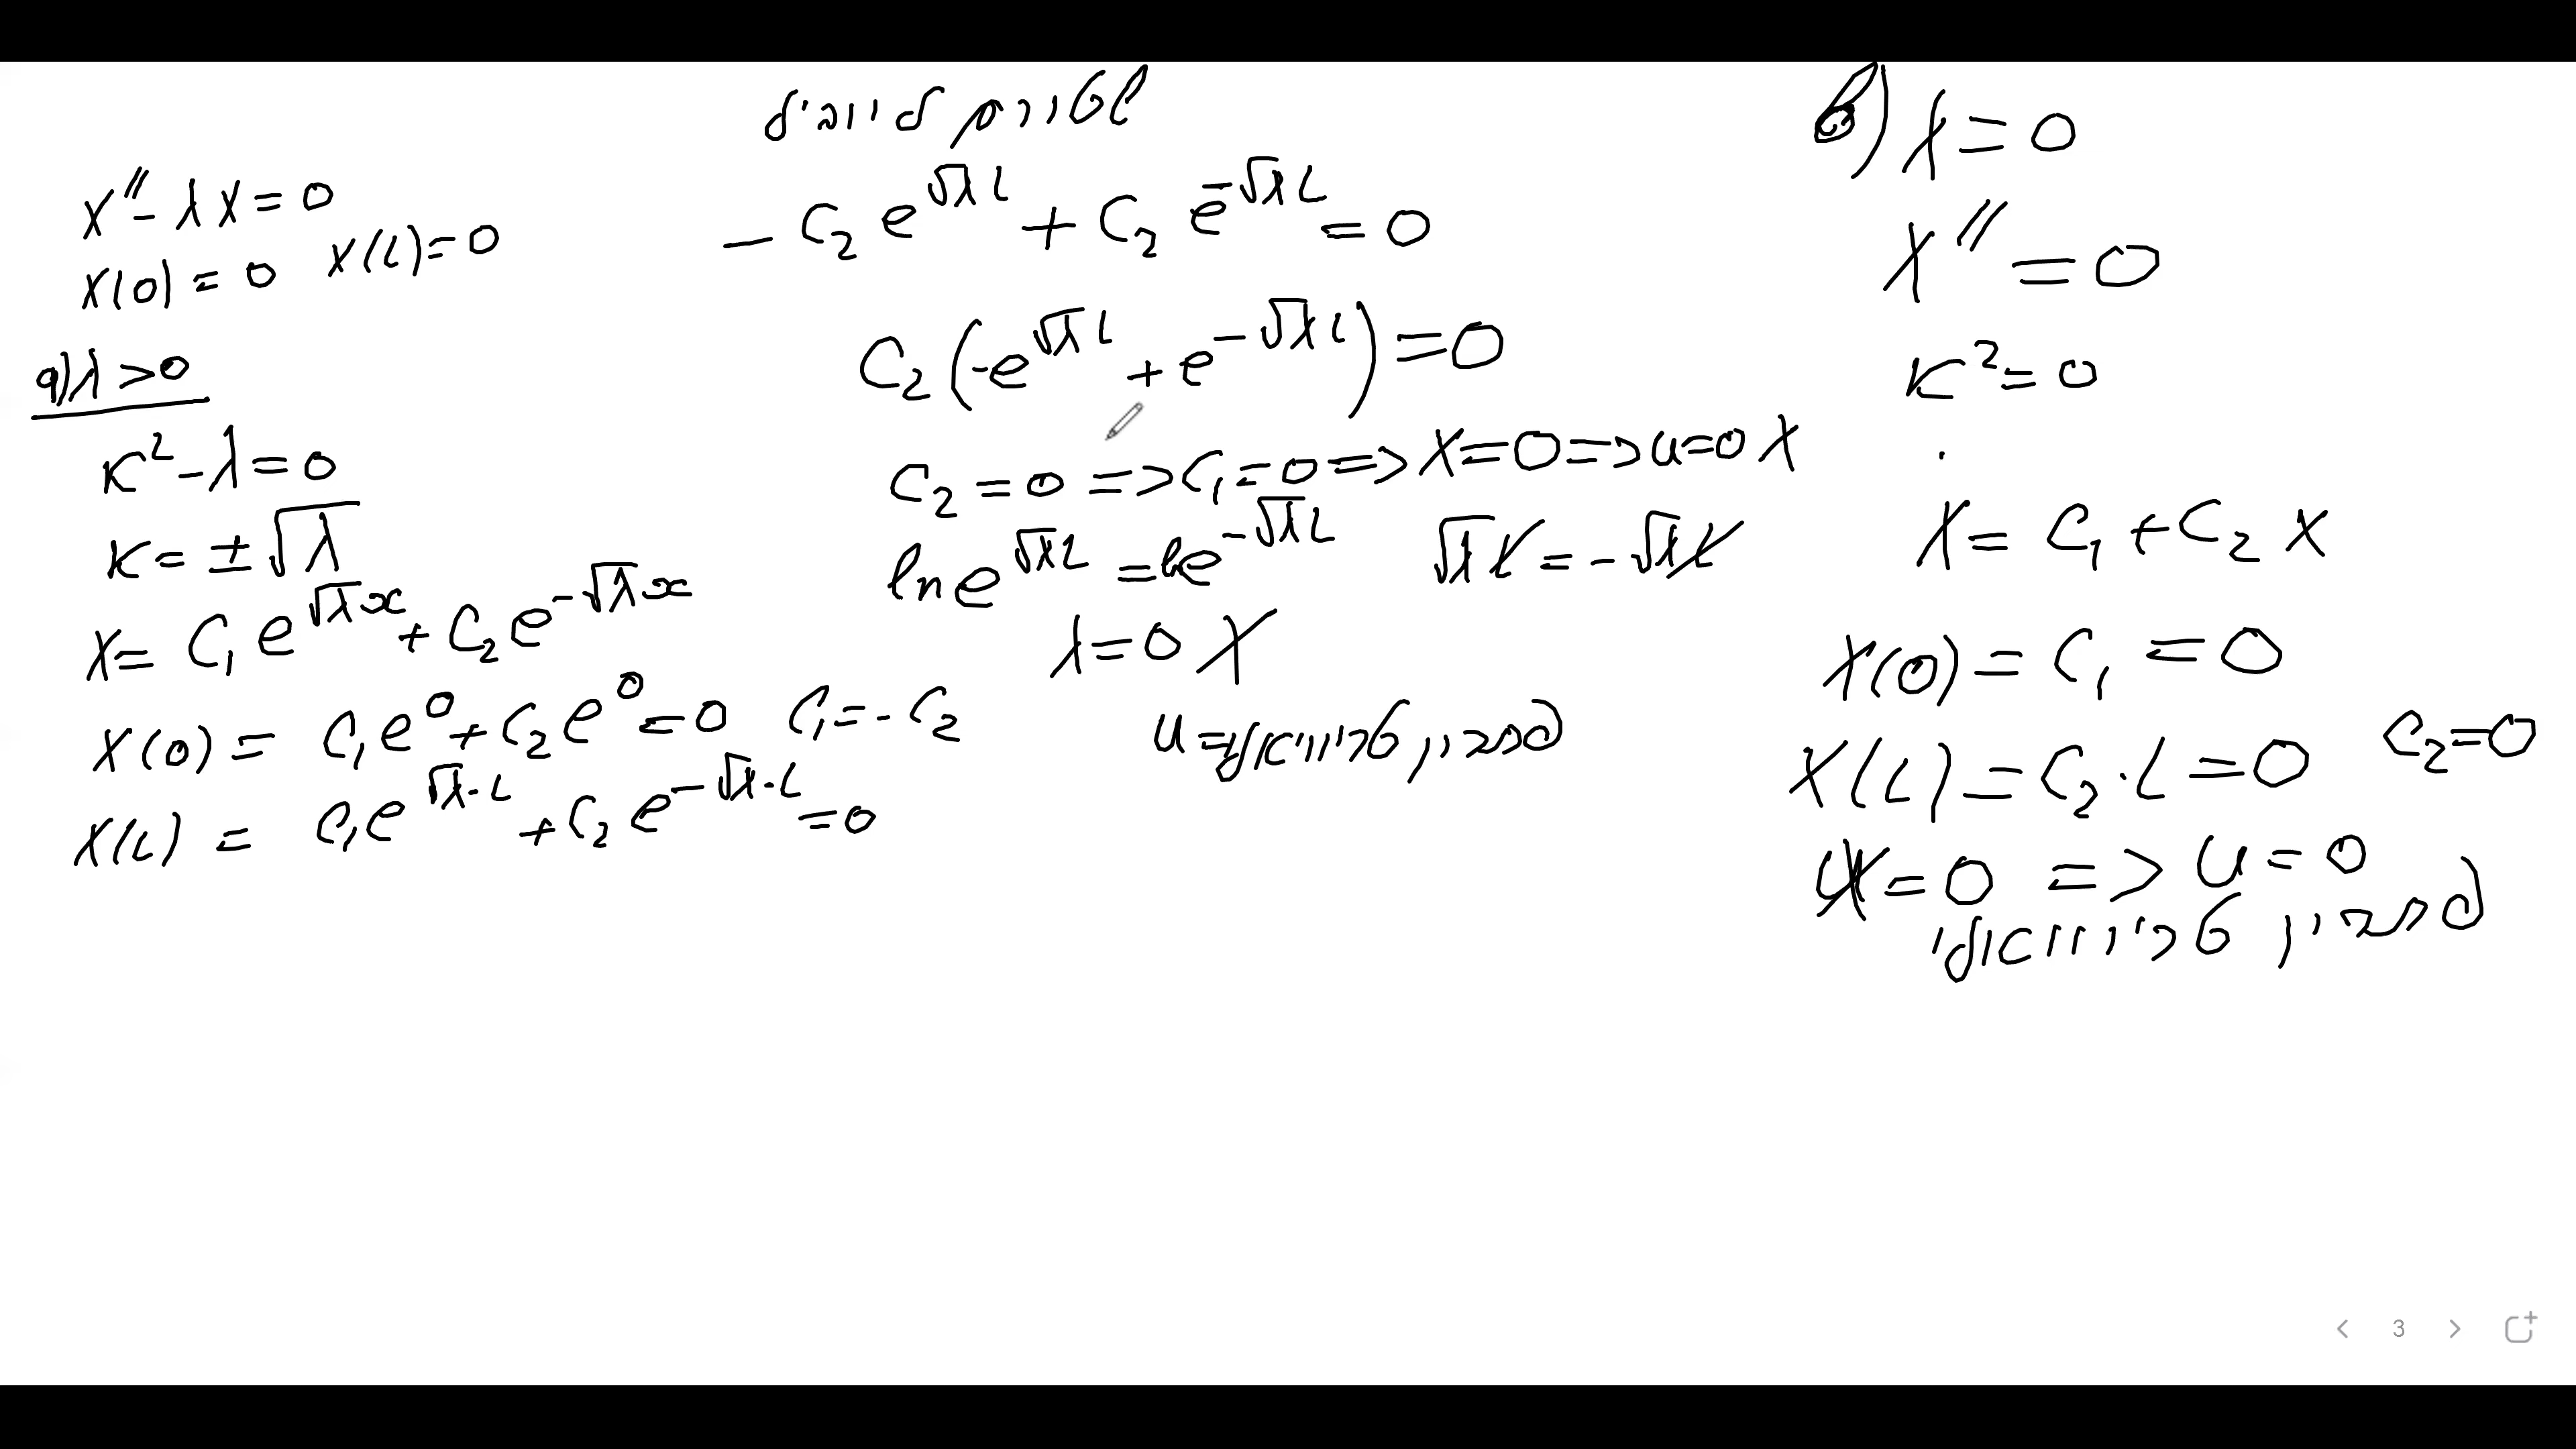 שטורם ליוביל
X'' - λX = 0
X(0) = 0   X(L) = 0
a) λ > 0
K² - λ = 0
K = ±√λ
X = C₁e^{√λx} + C₂e^{-√λx}
X(0) = C₁e⁰ + C₂e⁰ = 0   C₁ = -C₂
X(L) = C₁e^{√λ·L} + C₂e^{-√λ·L} = 0
- C₂e^{√λL} + C₂e^{-√λL} = 0
C₂(-e^{√λL} + e^{-√λL}) = 0
C₂ = 0 => C₁ = 0 => X = 0 => u = 0 X
ln e^{√λL} = ln e^{-√λL}   √λL = -√λL
λ = 0 X
u = פתרון טריוויאלי
b) λ = 0
X'' = 0
K² = 0
X = C₁ + C₂x
X(0) = C₁ = 0
X(L) = C₂·L = 0   C₂ = 0
X = 0 => u = 0
פתרון טריוויאלי
3